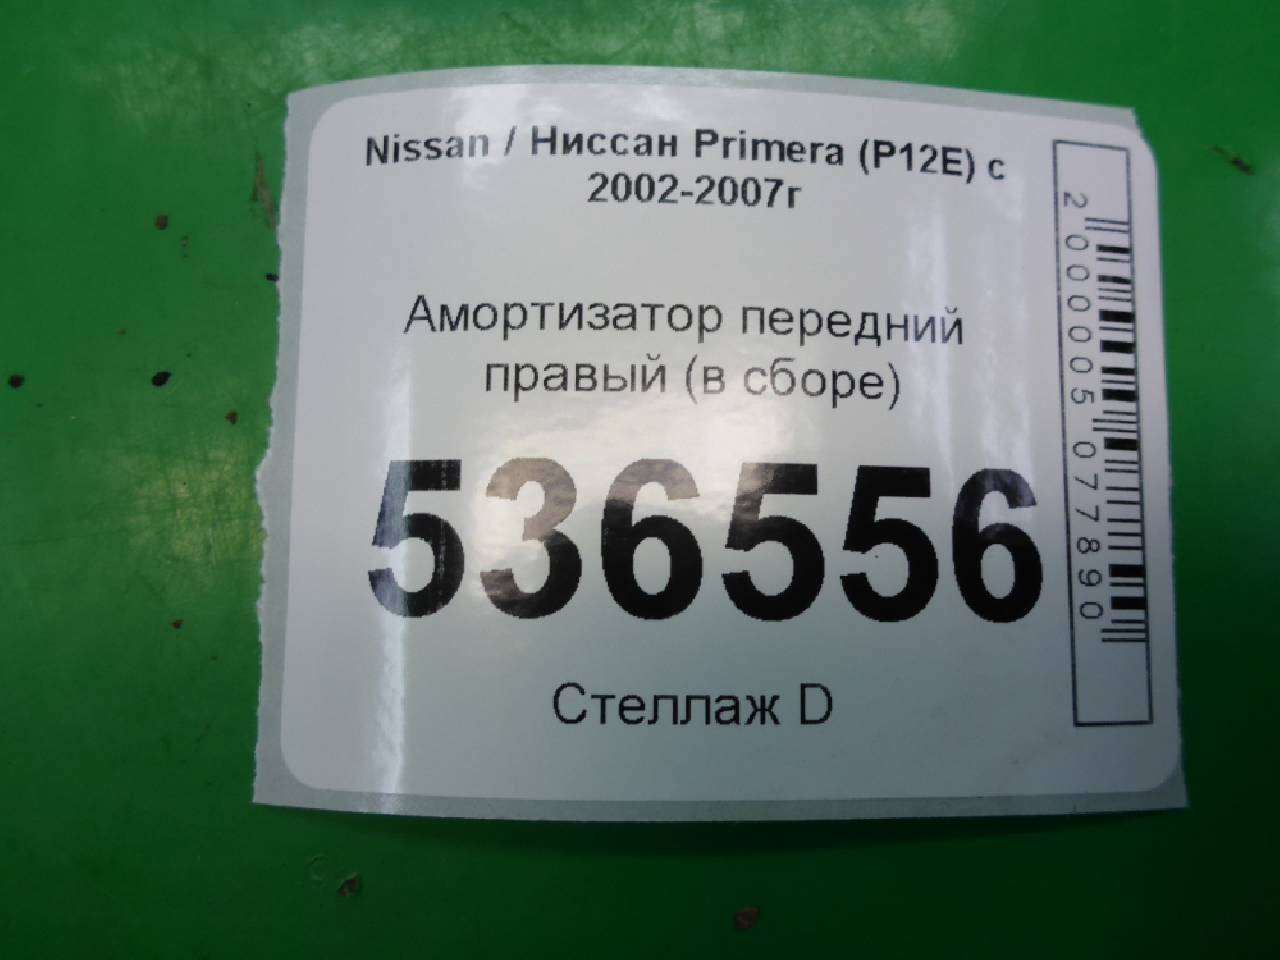 Nissan / Ниссан Primera (P12E) с
2002-2007г
Амортизатор передний
правый (в сборе)
536556
Стеллаж D
2000005077890